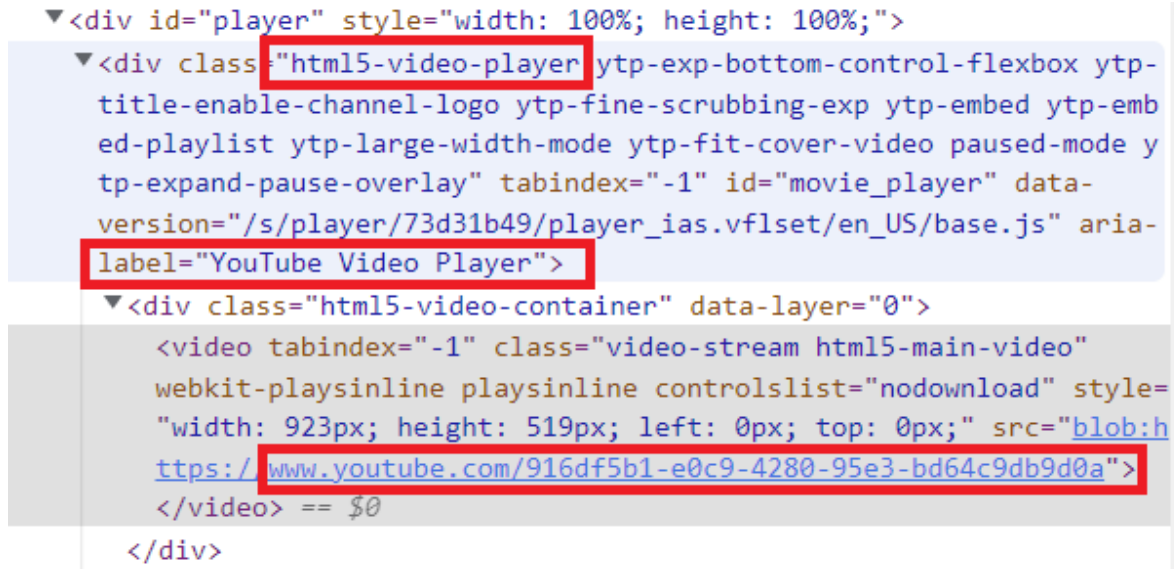 ▼<div id="player" style="width: 100%; height: 100%;">
▼<div class="html5-video-player ytp-exp-bottom-control-flexbox ytp-
title-enable-channel-logo ytp-fine-scrubbing-exp ytp-embed ytp-emb
ed-playlist ytp-large-width-mode ytp-fit-cover-video paused-mode y
tp-expand-pause-overlay" tabindex="-1" id="movie_player" data-
version="/s/player/73d31b49/player_ias.vflset/en_US/base.js" aria-
label="YouTube Video Player">
▼<div class="html5-video-container" data-layer="0">
<video tabindex="-1" class="video-stream html5-main-video"
webkit-playsinline playsinline controlslist="nodownload" style=
"width: 923px; height: 519px; left: 0px; top: 0px;" src="blob:h
ttps://www.youtube.com/916df5b1-e0c9-4280-95e3-bd64c9db9d0a">
</video> == $0
</div>